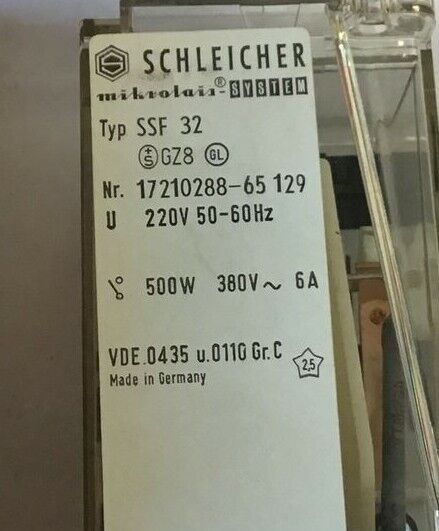 SCHLEICHER
mikrolais®-SYSTEM
Typ SSF 32
GZ8 GL
Nr. 17210288-65 129
U 220V 50-60Hz
500W 380V ~ 6A
VDE 0435 u. 0110 Gr. C 2,5
Made in Germany